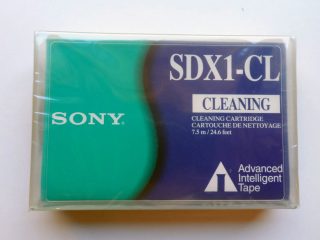 SDX1-CL
CLEANING
SONY.
CLEANING CARTRIDGE
CARTOUCHE DE NETTOYAGE
7.5 m / 24.6 feet
Advanced
Intelligent
Tape